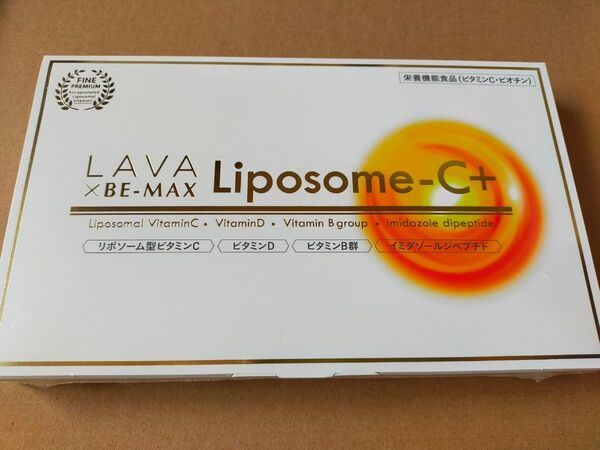 FINE
PREMIUM
Encapsulated
Liposomal
VitaminC
栄養機能食品(ビタミンC・ビオチン)
LAVA
×BE-MAX
Liposome-C+
Liposomal VitaminC • VitaminD • Vitamin B group • Imidazole dipeptide
リポソーム型ビタミンC
ビタミンD
ビタミンB群
イミダゾールジペプチド